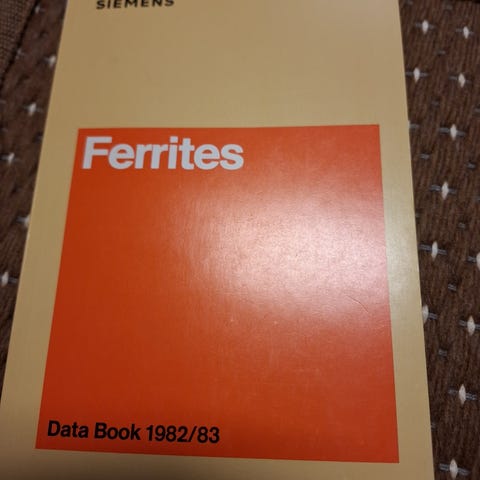 SIEMENS
Ferrites
Data Book 1982/83